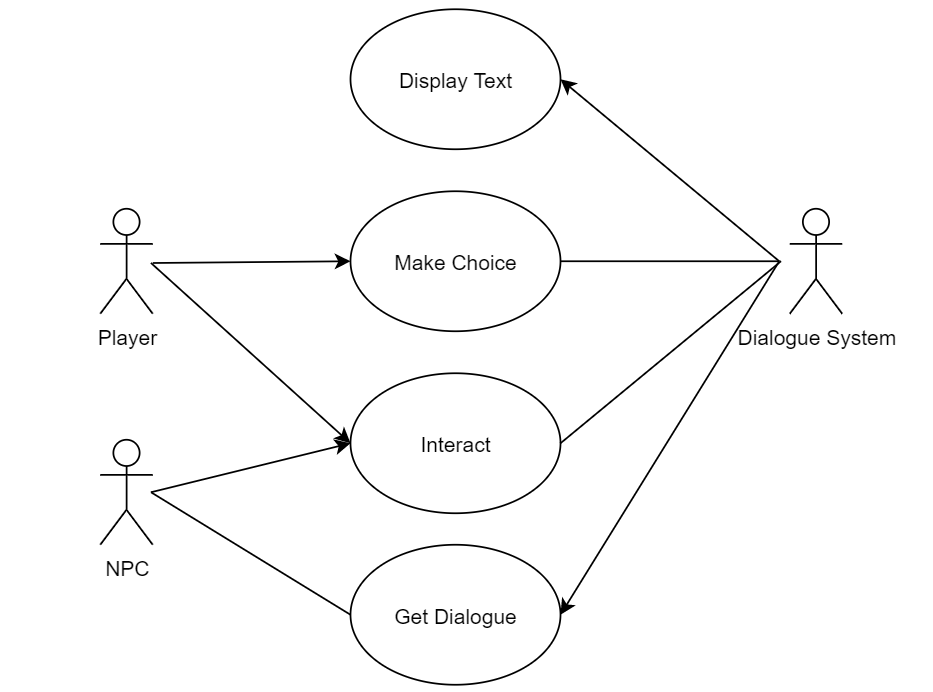 Display Text
Make Choice
Player
Dialogue System
Interact
NPC
Get Dialogue